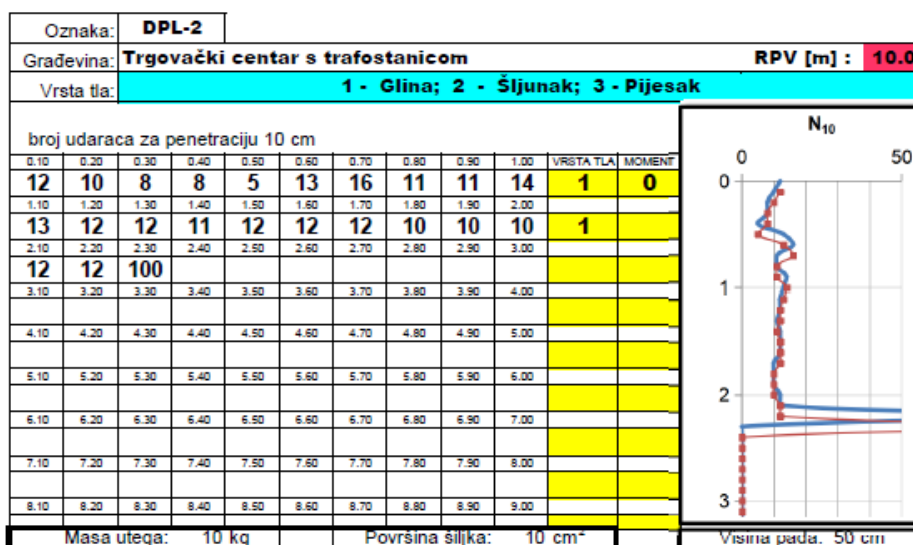 Oznaka: DPL-2
Građevina: Trgovački centar s trafostanicom RPV [m] : 10.0
Vrsta tla: 1 - Glina; 2 - Šljunak; 3 - Pijesak
broj udaraca za penetraciju 10 cm
0.10 0.20 0.30 0.40 0.50 0.60 0.70 0.80 0.90 1.00 VRSTA TLA MOMENT
12 10 8 8 5 13 16 11 11 14 1 0
1.10 1.20 1.30 1.40 1.50 1.60 1.70 1.80 1.90 2.00
13 12 12 11 12 12 12 10 10 10 1
2.10 2.20 2.30 2.40 2.50 2.60 2.70 2.80 2.90 3.00
12 12 100
3.10 3.20 3.30 3.40 3.50 3.60 3.70 3.80 3.90 4.00
4.10 4.20 4.30 4.40 4.50 4.60 4.70 4.80 4.90 5.00
5.10 5.20 5.30 5.40 5.50 5.60 5.70 5.80 5.90 6.00
6.10 6.20 6.30 6.40 6.50 6.60 6.70 6.80 6.90 7.00
7.10 7.20 7.30 7.40 7.50 7.60 7.70 7.80 7.90 8.00
8.10 8.20 8.30 8.40 8.50 8.60 8.70 8.80 8.90 9.00
N₁₀
0 50
0
1
2
3
Masa utega: 10 kg Površina šiljka: 10 cm² Visina pada: 50 cm